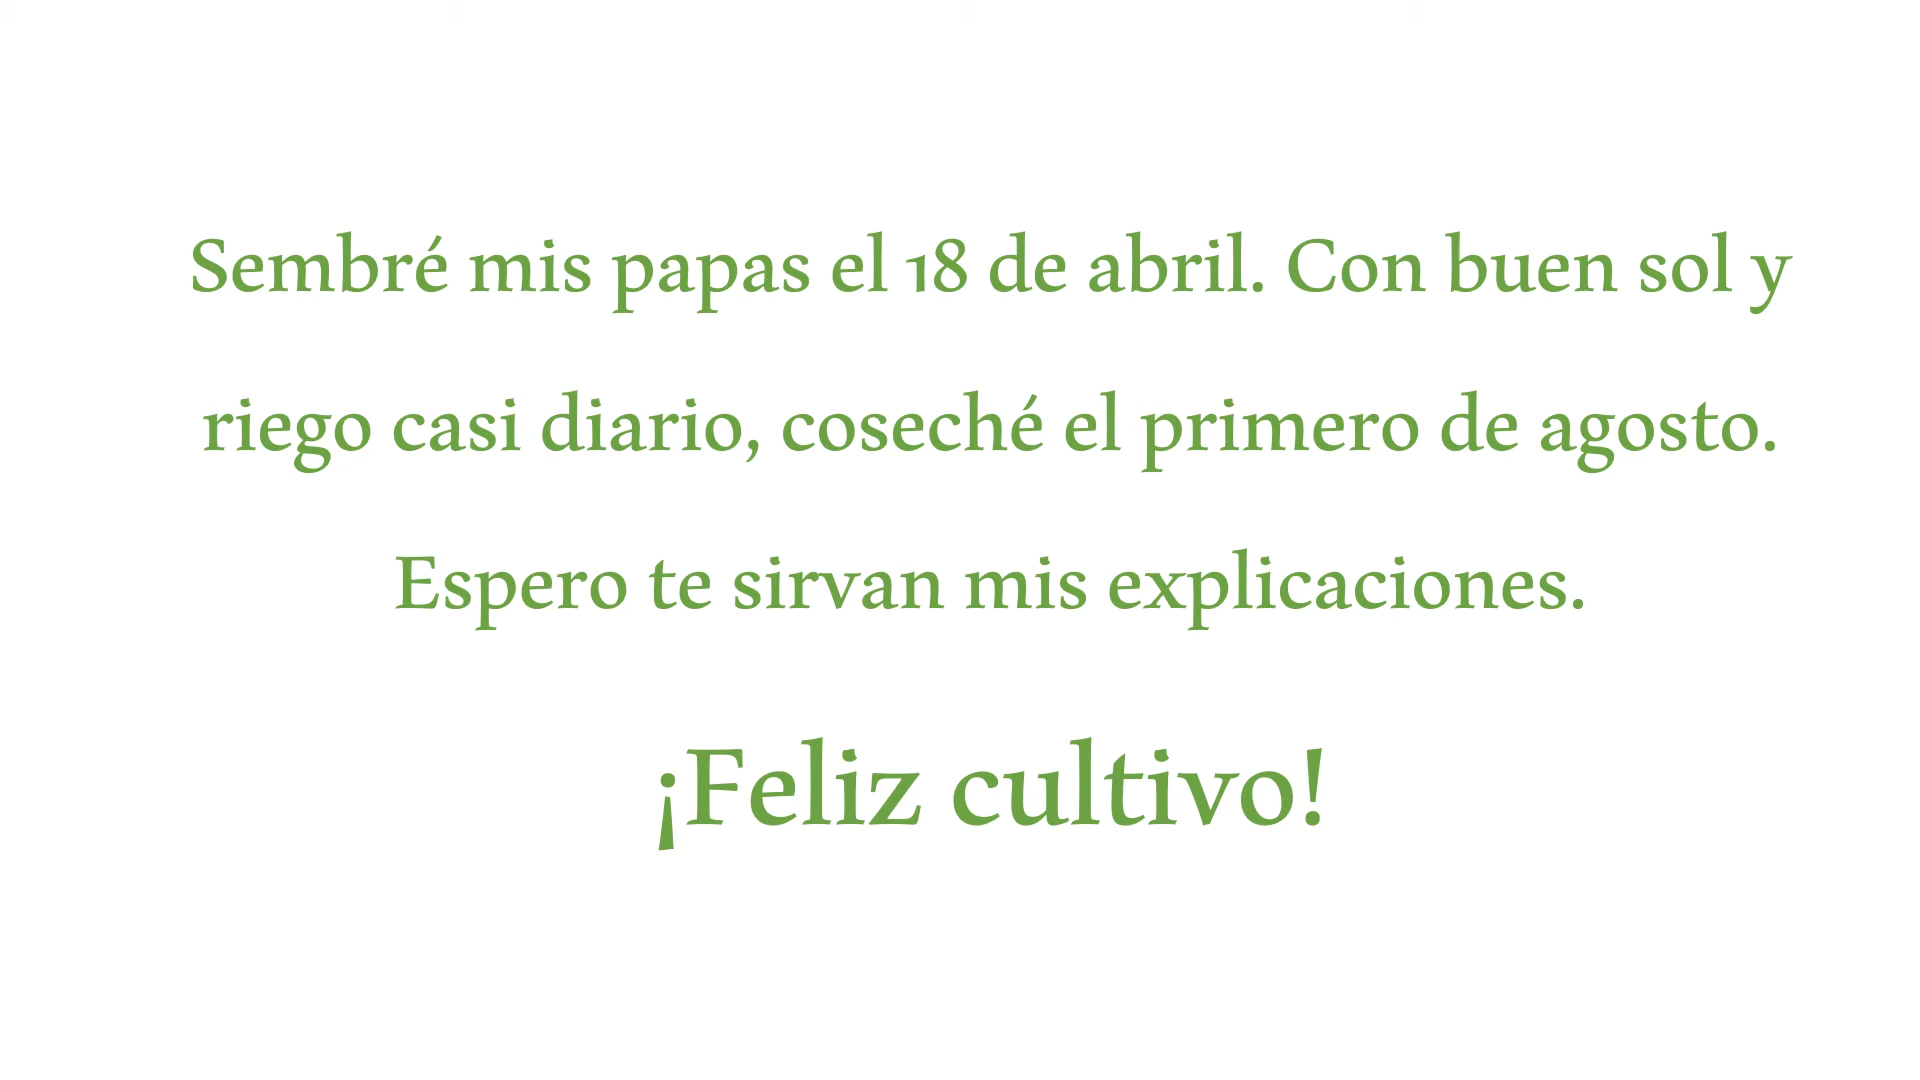 Sembré mis papas el 18 de abril. Con buen sol y
riego casi diario, coseché el primero de agosto.
Espero te sirvan mis explicaciones.
¡Feliz cultivo!